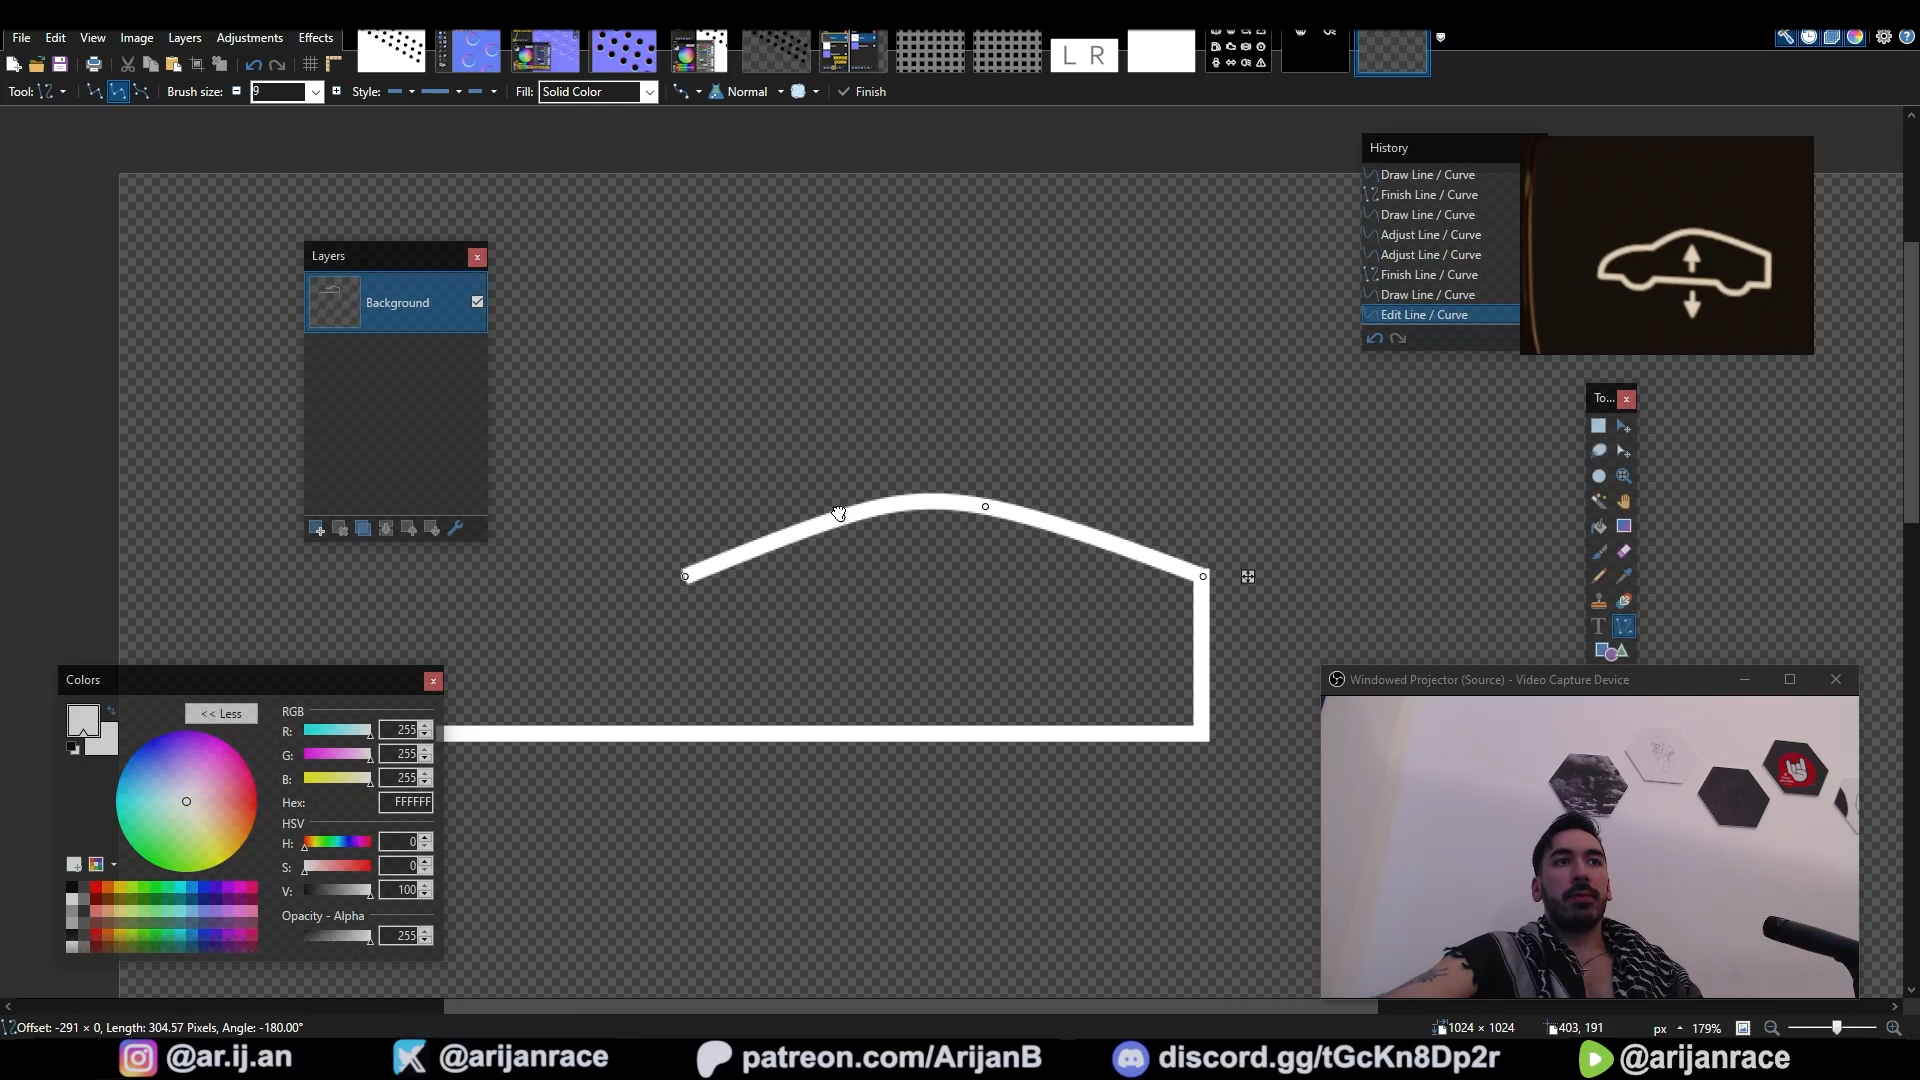 File Edit View Image Layers Adjustments Effects
L R
Tool: Brush size: 9 Style: Fill: Solid Color Normal Finish
History
Draw Line / Curve
Finish Line / Curve
Draw Line / Curve
Adjust Line / Curve
Adjust Line / Curve
Finish Line / Curve
Draw Line / Curve
Edit Line / Curve
Layers x
Background
To... x
T
Colors x
<< Less
RGB
R: 255
G: 255
B: 255
Hex: FFFFFF
HSV
H: 0
S: 0
V: 100
Opacity - Alpha
255
Windowed Projector (Source) - Video Capture Device
Offset: -291 × 0, Length: 304.57 Pixels, Angle: -180.00°
1024 × 1024 403, 191 px 179%
@ar.ij.an @arijanrace patreon.com/ArijanB discord.gg/tGcKn8Dp2r @arijanrace